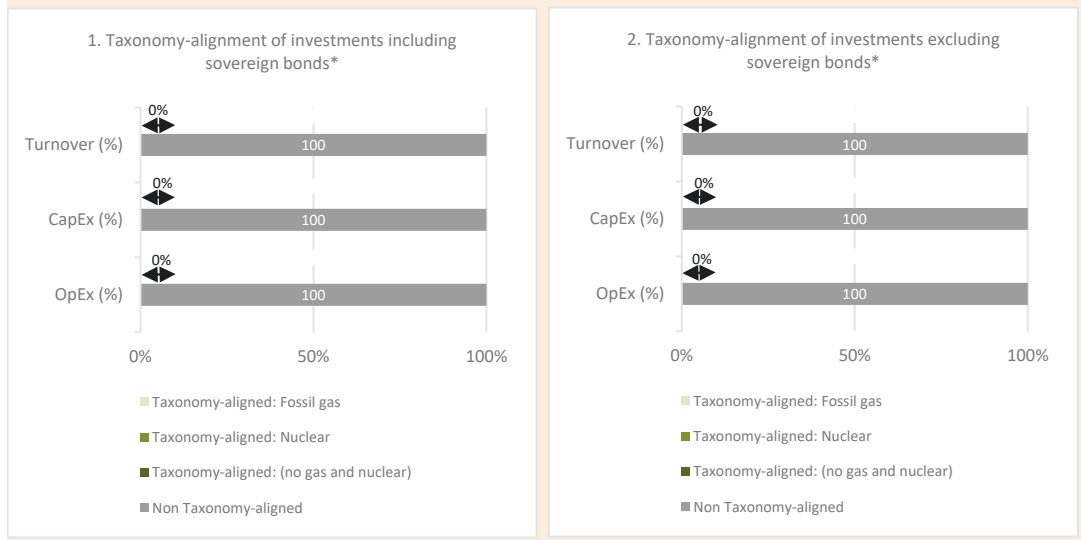 1. Taxonomy-alignment of investments including
sovereign bonds*
0%
Turnover (%)
100
0%
CapEx (%)
100
0%
OpEx (%)
100
0%
50%
100%
Taxonomy-aligned: Fossil gas
Taxonomy-aligned: Nuclear
Taxonomy-aligned: (no gas and nuclear)
Non Taxonomy-aligned
2. Taxonomy-alignment of investments excluding
sovereign bonds*
0%
Turnover (%)
100
0%
CapEx (%)
100
0%
OpEx (%)
100
0%
50%
100%
Taxonomy-aligned: Fossil gas
Taxonomy-aligned: Nuclear
Taxonomy-aligned: (no gas and nuclear)
Non Taxonomy-aligned